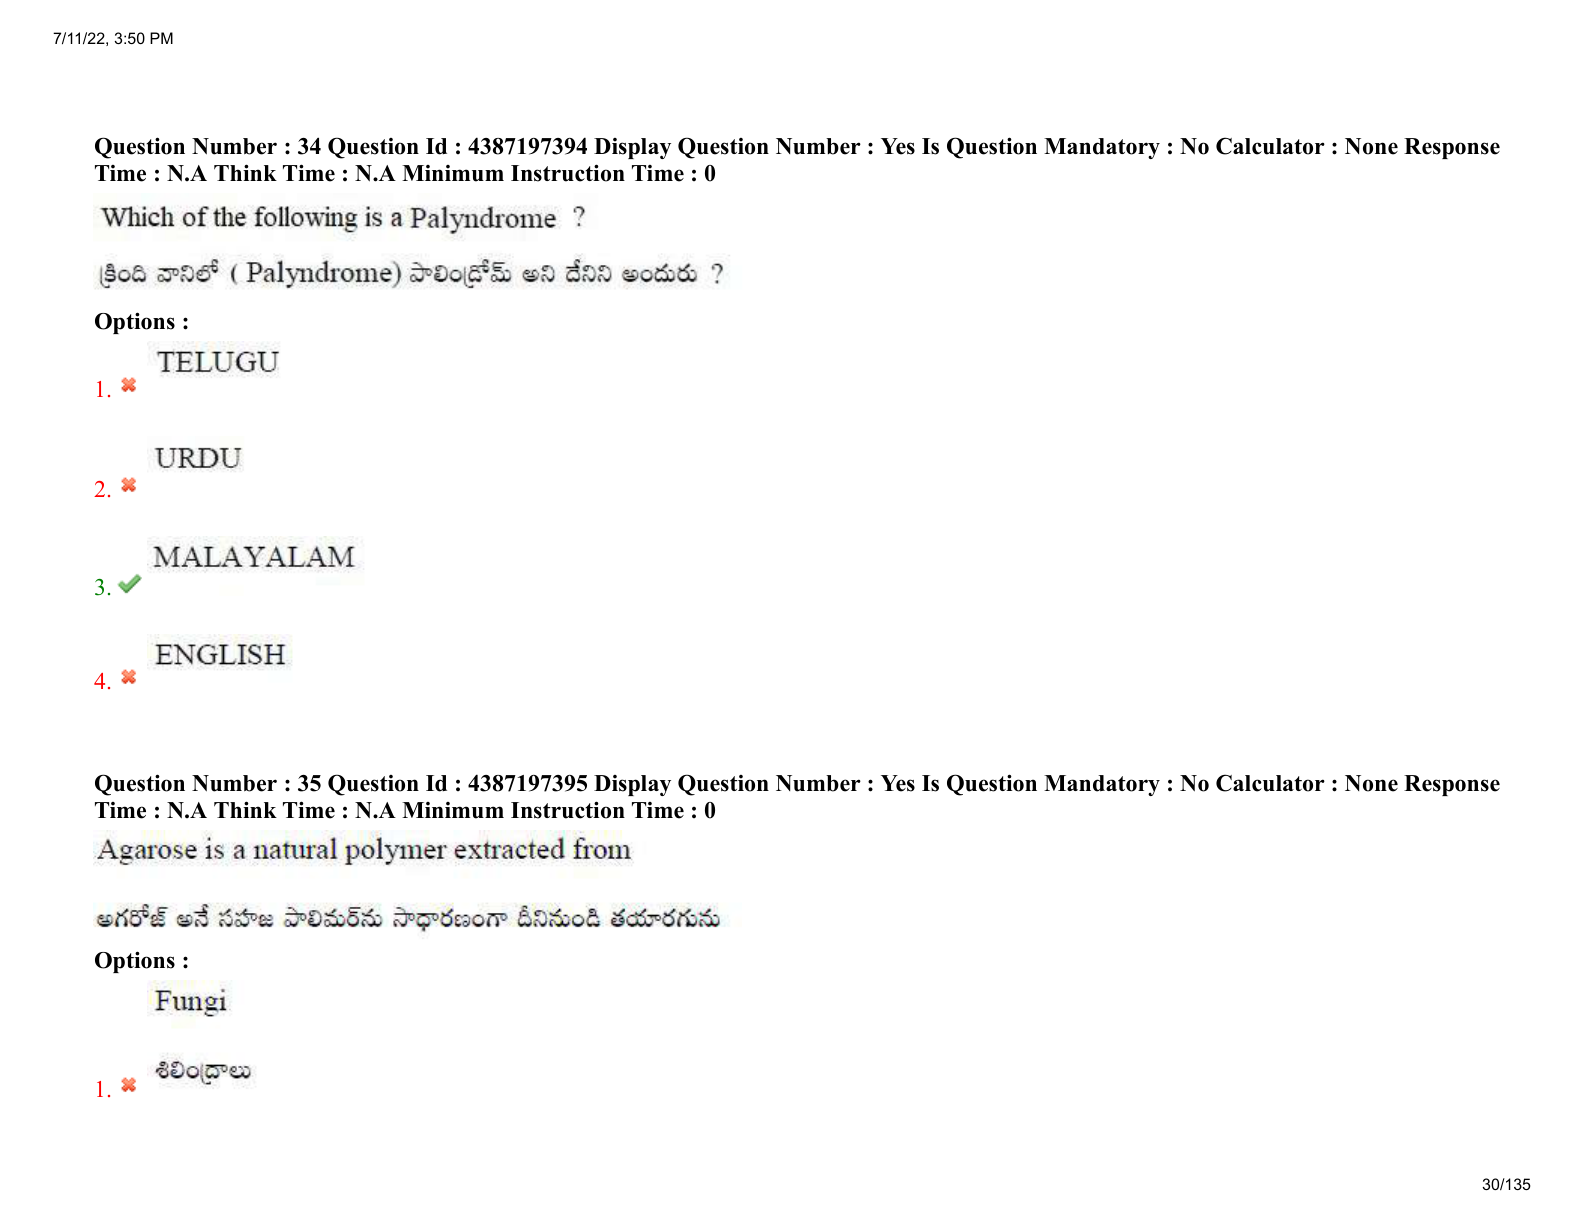 7/11/22, 3:50 PM
Question Number : 34 Question Id : 4387197394 Display Question Number : Yes Is Question Mandatory : No Calculator : None Response
Time : N.A Think Time : N.A Minimum Instruction Time : 0
Which of the following is a Palyndrome ?
క్రింది వానిలో ( Palyndrome) పాలిండ్రోమ్ అని దేనిని అందురు ?
Options :
TELUGU
1.
URDU
2.
MALAYALAM
3.
ENGLISH
4.
Question Number : 35 Question Id : 4387197395 Display Question Number : Yes Is Question Mandatory : No Calculator : None Response
Time : N.A Think Time : N.A Minimum Instruction Time : 0
Agarose is a natural polymer extracted from
అగరోజ్ అనే సహజ పాలిమర్‌ను సాధారణంగా దీనినుండి తయారగును
Options :
Fungi
శిలింద్రాలు
1.
30/135